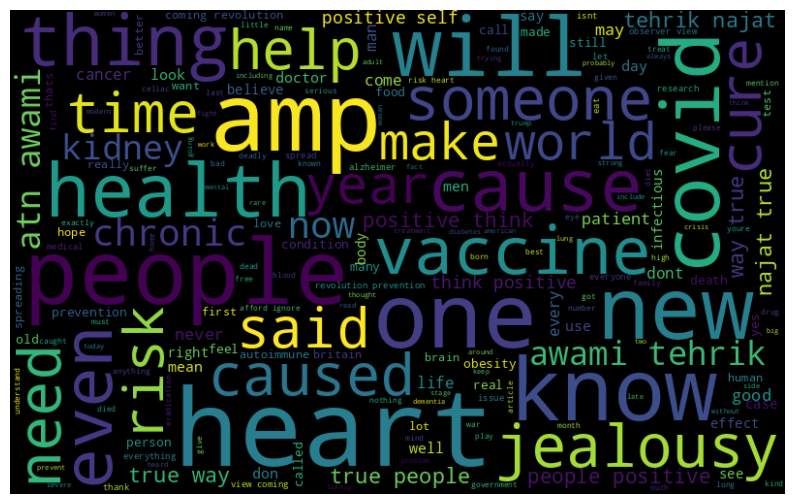 thing
help
will
positive self
say
made
call
man
still
may
let
isnt
tehrik najat
observer view
day
covid
cure
coming revolution
women
better
little
name
atn awami
cancer
look
want
doctor
believe
come
food
someone
world
time
amp
make
kidney
really
health
year
cause
men
chronic
now
hope
love
positive think
patient
infectious
way true
najat true
people
condition
body
vaccine
many
think positive
dont
death
spreading
prevention
medical
revolution prevention
afford ignore
one
new
said
first
never
risk
old
right
feel
mean
need
even
autoimmune
britain
brain
obesity
every
use
yes
awami tehrik
caused
life
real
issue
human
good
know
effect
case
heart
jealousy
person
everything
true way
don
called
lot
well
true people
people positive
see
view coming
thank
government
alzheimer
risk heart
research
test
mention
celiac
suffer
dementia
eradication
understand
prevent
severe
anything
nothing
died
today
must
caught
heard
give
exactly
including
serious
adult
trying
found
probably
treat
always
given
eat
fact
strong
fear
include
diet
please
think
actually
trump
modern
fight
last
work
bad
deadly
spread
known
mental
rare
going
find thats
dead
free
blood
thought
read
treatment
diabetes
american
lung
born
best
eye
everyone
youre
high
crisis
family
got
number
drug
big
two
around
keep
stage
mind
war
play
article
month
late
without
side
long
kind
much